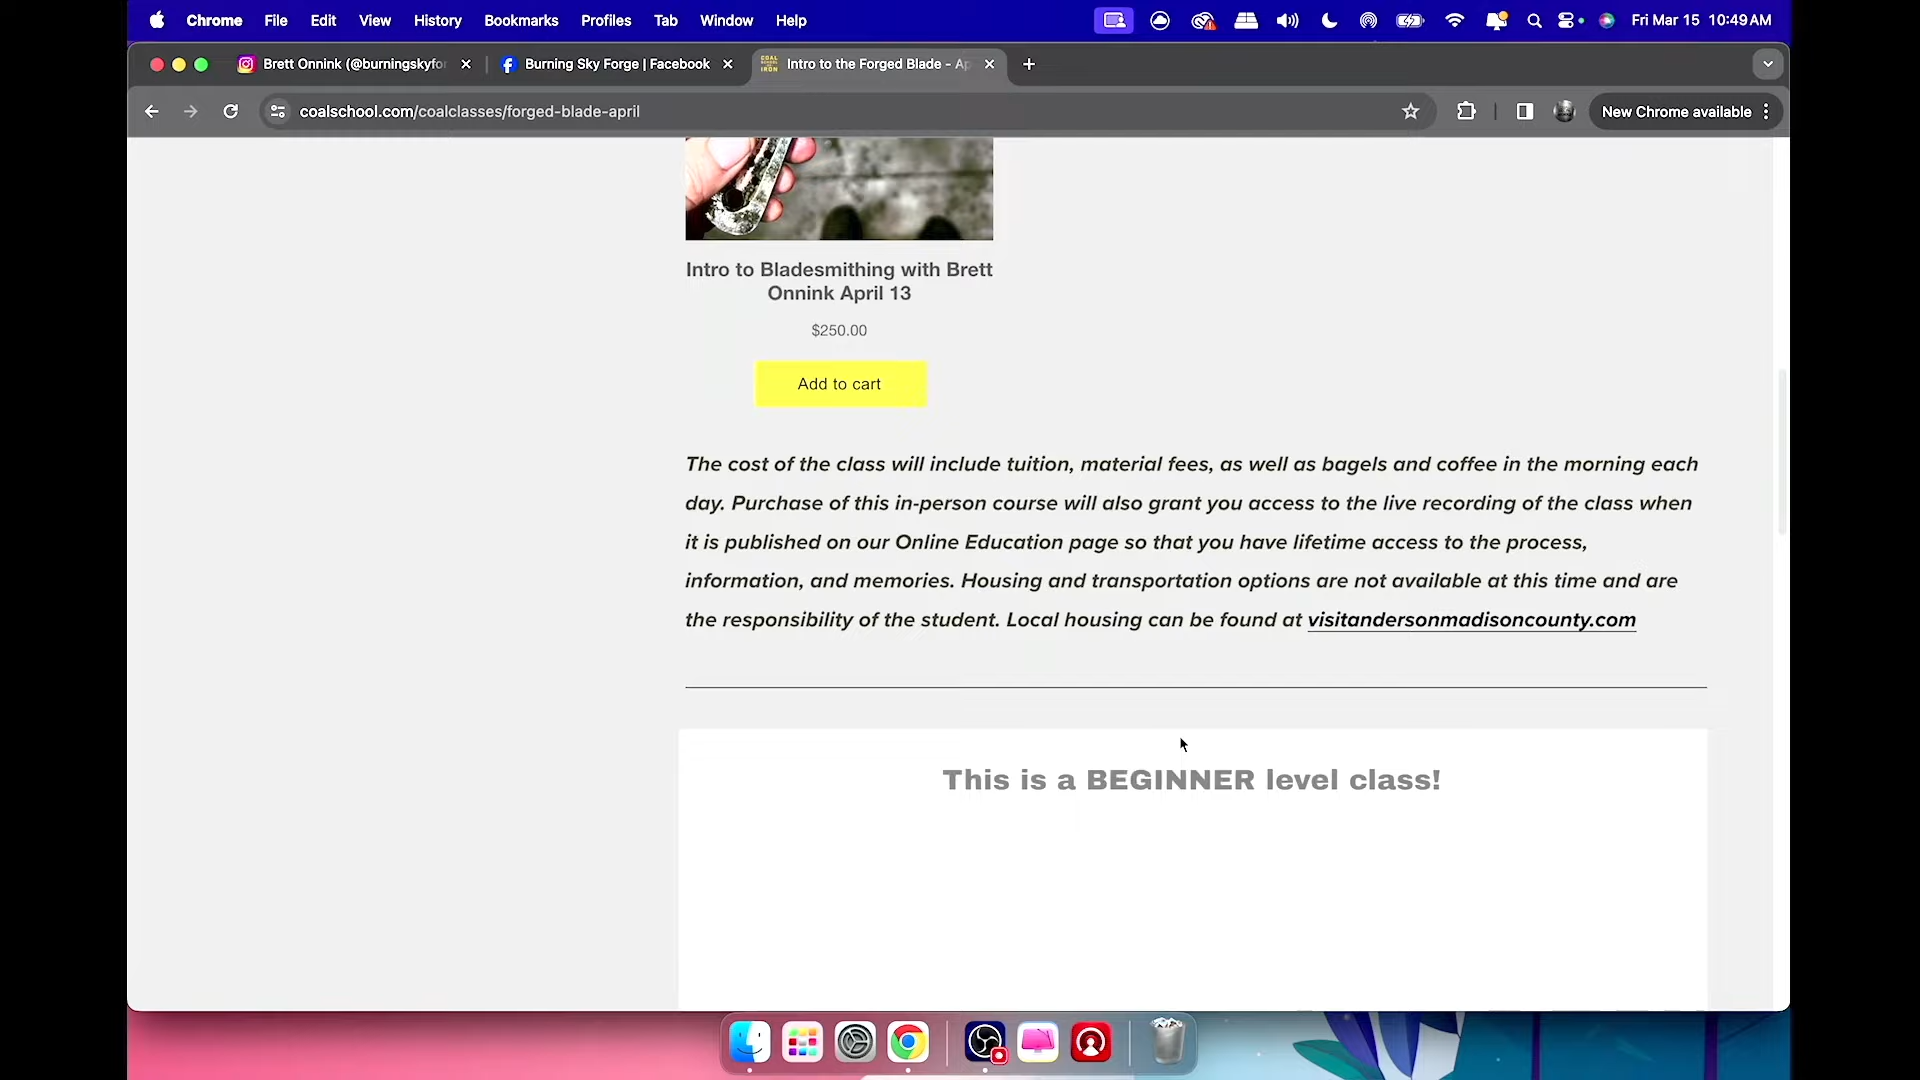 Chrome File Edit View History Bookmarks Profiles Tab Window Help Fri Mar 15 10:49 AM
Brett Onnink (@burningskyfor Burning Sky Forge | Facebook Intro to the Forged Blade - Ap
coalschool.com/coalclasses/forged-blade-april New Chrome available
Intro to Bladesmithing with Brett
Onnink April 13
$250.00
Add to cart
The cost of the class will include tuition, material fees, as well as bagels and coffee in the morning each
day. Purchase of this in-person course will also grant you access to the live recording of the class when
it is published on our Online Education page so that you have lifetime access to the process,
information, and memories. Housing and transportation options are not available at this time and are
the responsibility of the student. Local housing can be found at visitandersonmadisoncounty.com
This is a BEGINNER level class!